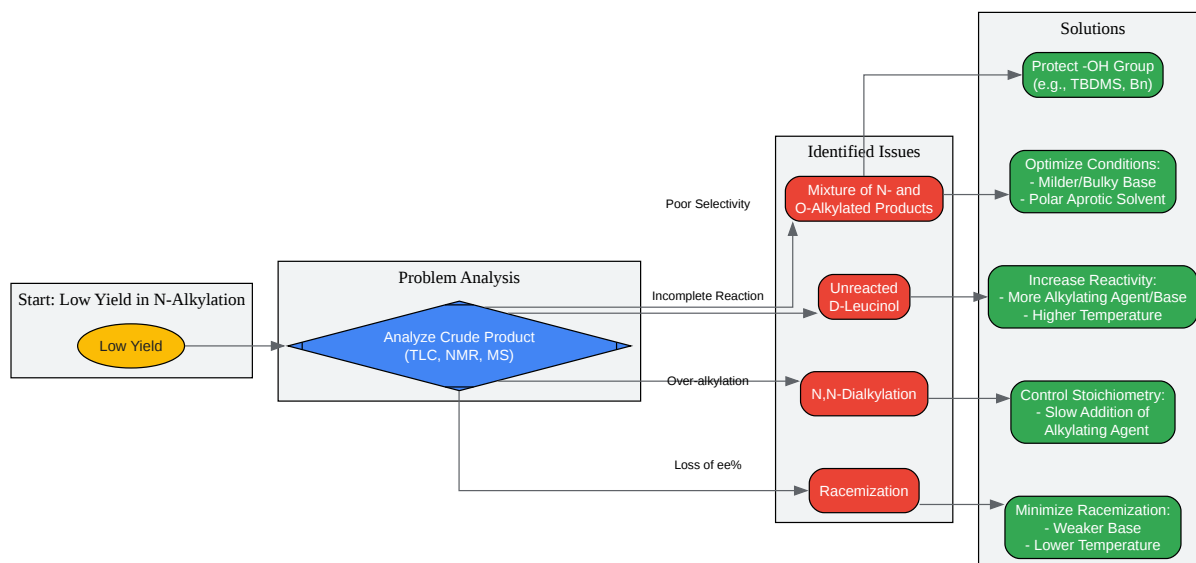 Start: Low Yield in N-Alkylation
Low Yield
Problem Analysis
Analyze Crude Product
(TLC, NMR, MS)
Poor Selectivity
Incomplete Reaction
Over-alkylation
Loss of ee%
Identified Issues
Mixture of N- and
O-Alkylated Products
Unreacted
D-Leucinol
N,N-Dialkylation
Racemization
Solutions
Protect -OH Group
(e.g., TBDMS, Bn)
Optimize Conditions:
- Milder/Bulky Base
- Polar Aprotic Solvent
Increase Reactivity:
- More Alkylating Agent/Base
- Higher Temperature
Control Stoichiometry:
- Slow Addition of
Alkylating Agent
Minimize Racemization:
- Weaker Base
- Lower Temperature